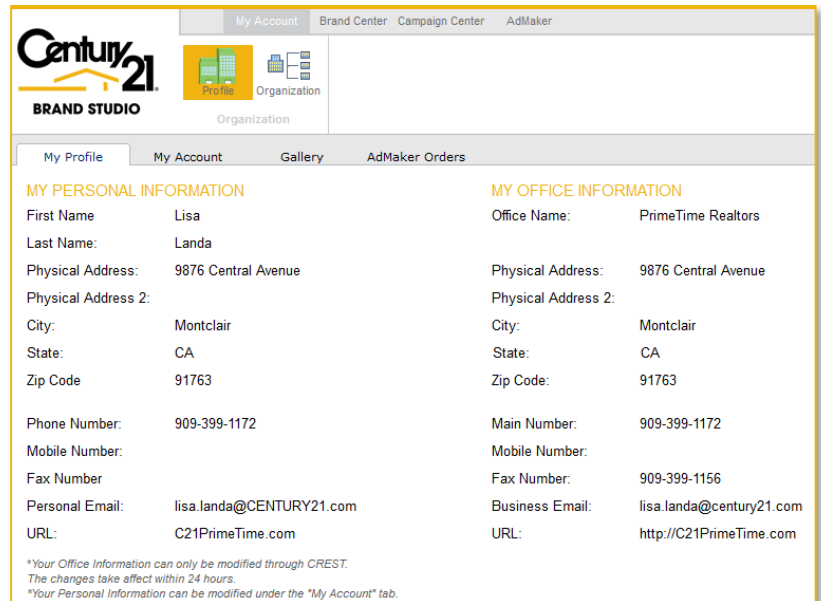 My Account Brand Center Campaign Center AdMaker
Century 21
BRAND STUDIO
Profile Organization
Organization
My Profile My Account Gallery AdMaker Orders
MY PERSONAL INFORMATION MY OFFICE INFORMATION
First Name Lisa Office Name: PrimeTime Realtors
Last Name: Landa
Physical Address: 9876 Central Avenue Physical Address: 9876 Central Avenue
Physical Address 2: Physical Address 2:
City: Montclair City: Montclair
State: CA State: CA
Zip Code 91763 Zip Code: 91763
Phone Number: 909-399-1172 Main Number: 909-399-1172
Mobile Number: Mobile Number:
Fax Number Fax Number: 909-399-1156
Personal Email: lisa.landa@CENTURY21.com Business Email: lisa.landa@century21.com
URL: C21PrimeTime.com URL: http://C21PrimeTime.com
*Your Office Information can only be modified through CREST.
The changes take affect within 24 hours.
*Your Personal Information can be modified under the "My Account" tab.